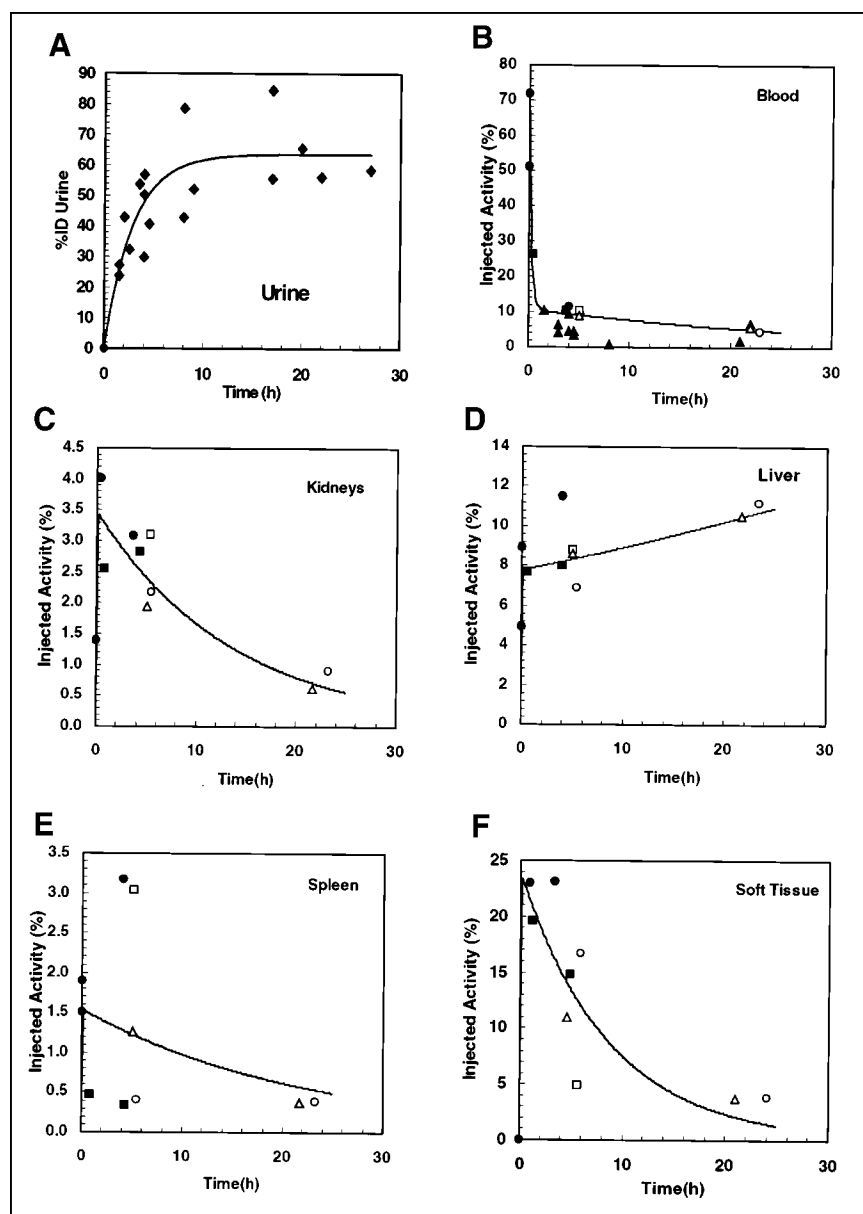 A
90
80
70
60
50
40
30
20
10
0
%ID Urine
Urine
0 10 20 30
Time(h)
B
80
70
60
50
40
30
20
10
0
Injected Activity (%)
Blood
0 10 20 30
Time(h)
C
4.5
4.0
3.5
3.0
2.5
2.0
1.5
1.0
0.5
0.0
Injected Activity (%)
Kidneys
0 10 20 30
Time(h)
D
14
12
10
8
6
4
2
0
Injected Activity (%)
Liver
0 10 20 30
Time(h)
E
3.5
3.0
2.5
2.0
1.5
1.0
0.5
0.0
Injected Activity (%)
Spleen
0 10 20 30
Time(h)
F
25
20
15
10
5
0
Injected Activity (%)
Soft Tissue
0 10 20 30
Time(h)